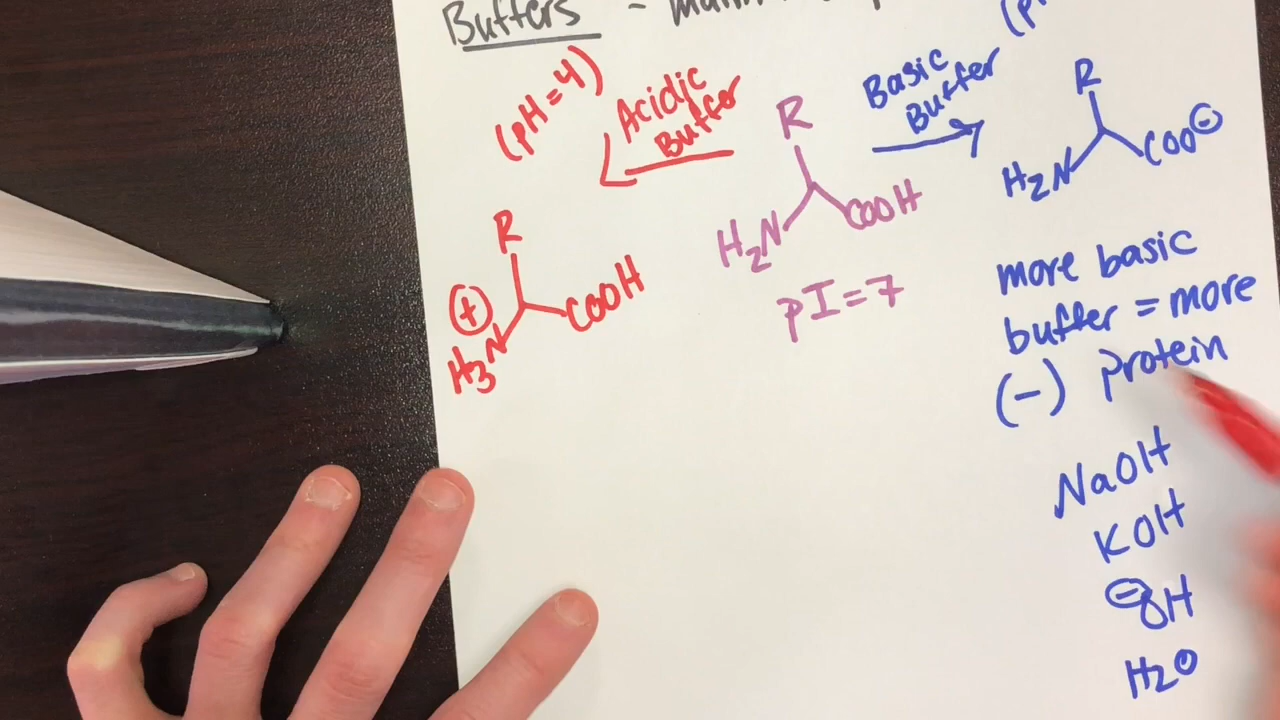 Buffers -
(pH=4)
Acidic
Buffer
R
⊕
H3N
COOH
R
H2N
COOH
pI=7
Basic
Buffer
R
H2N
COO⊖
more basic
buffer = more
(-) protein
NaOH
KOH
⊖OH
H2O